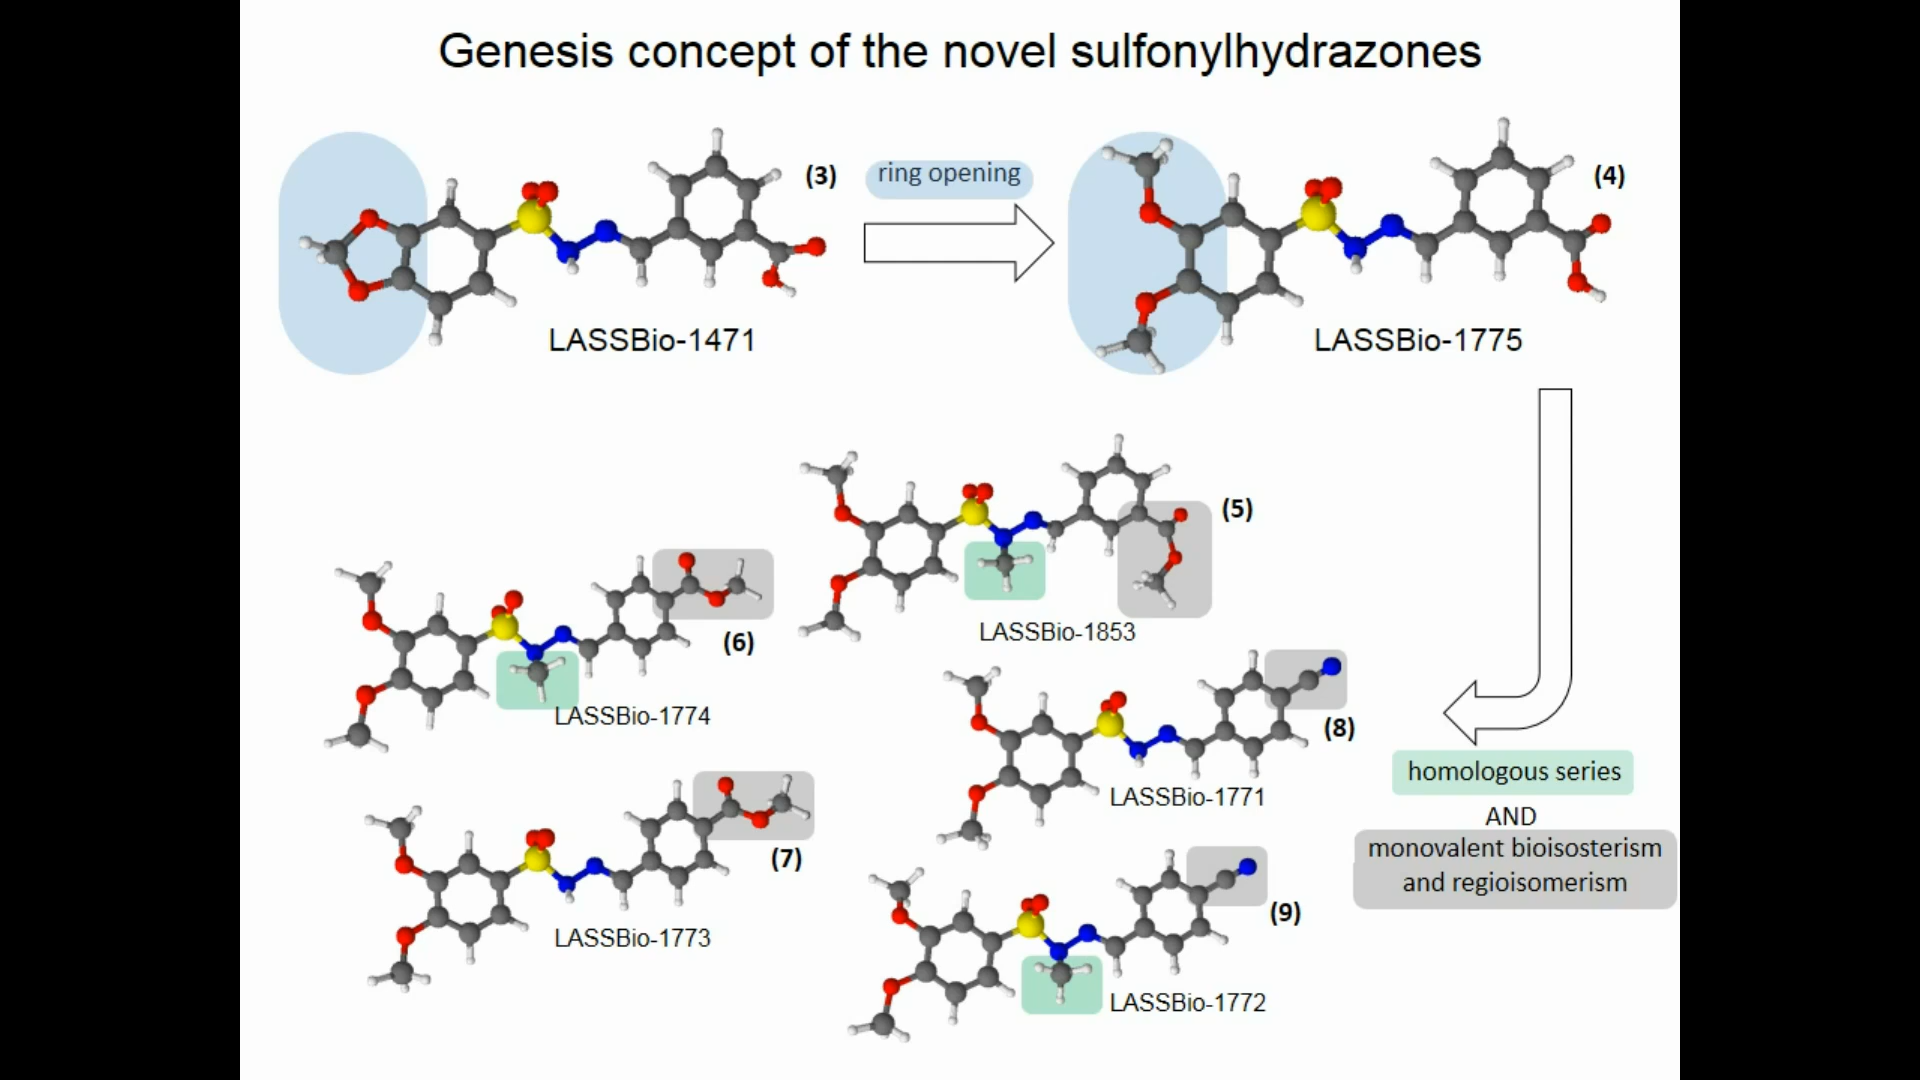 Genesis concept of the novel sulfonylhydrazones
(3)
ring opening
(4)
LASSBio-1471
LASSBio-1775
(5)
LASSBio-1853
(6)
LASSBio-1774
(8)
LASSBio-1771
homologous series
AND
monovalent bioisosterism
and regioisomerism
(7)
LASSBio-1773
(9)
LASSBio-1772